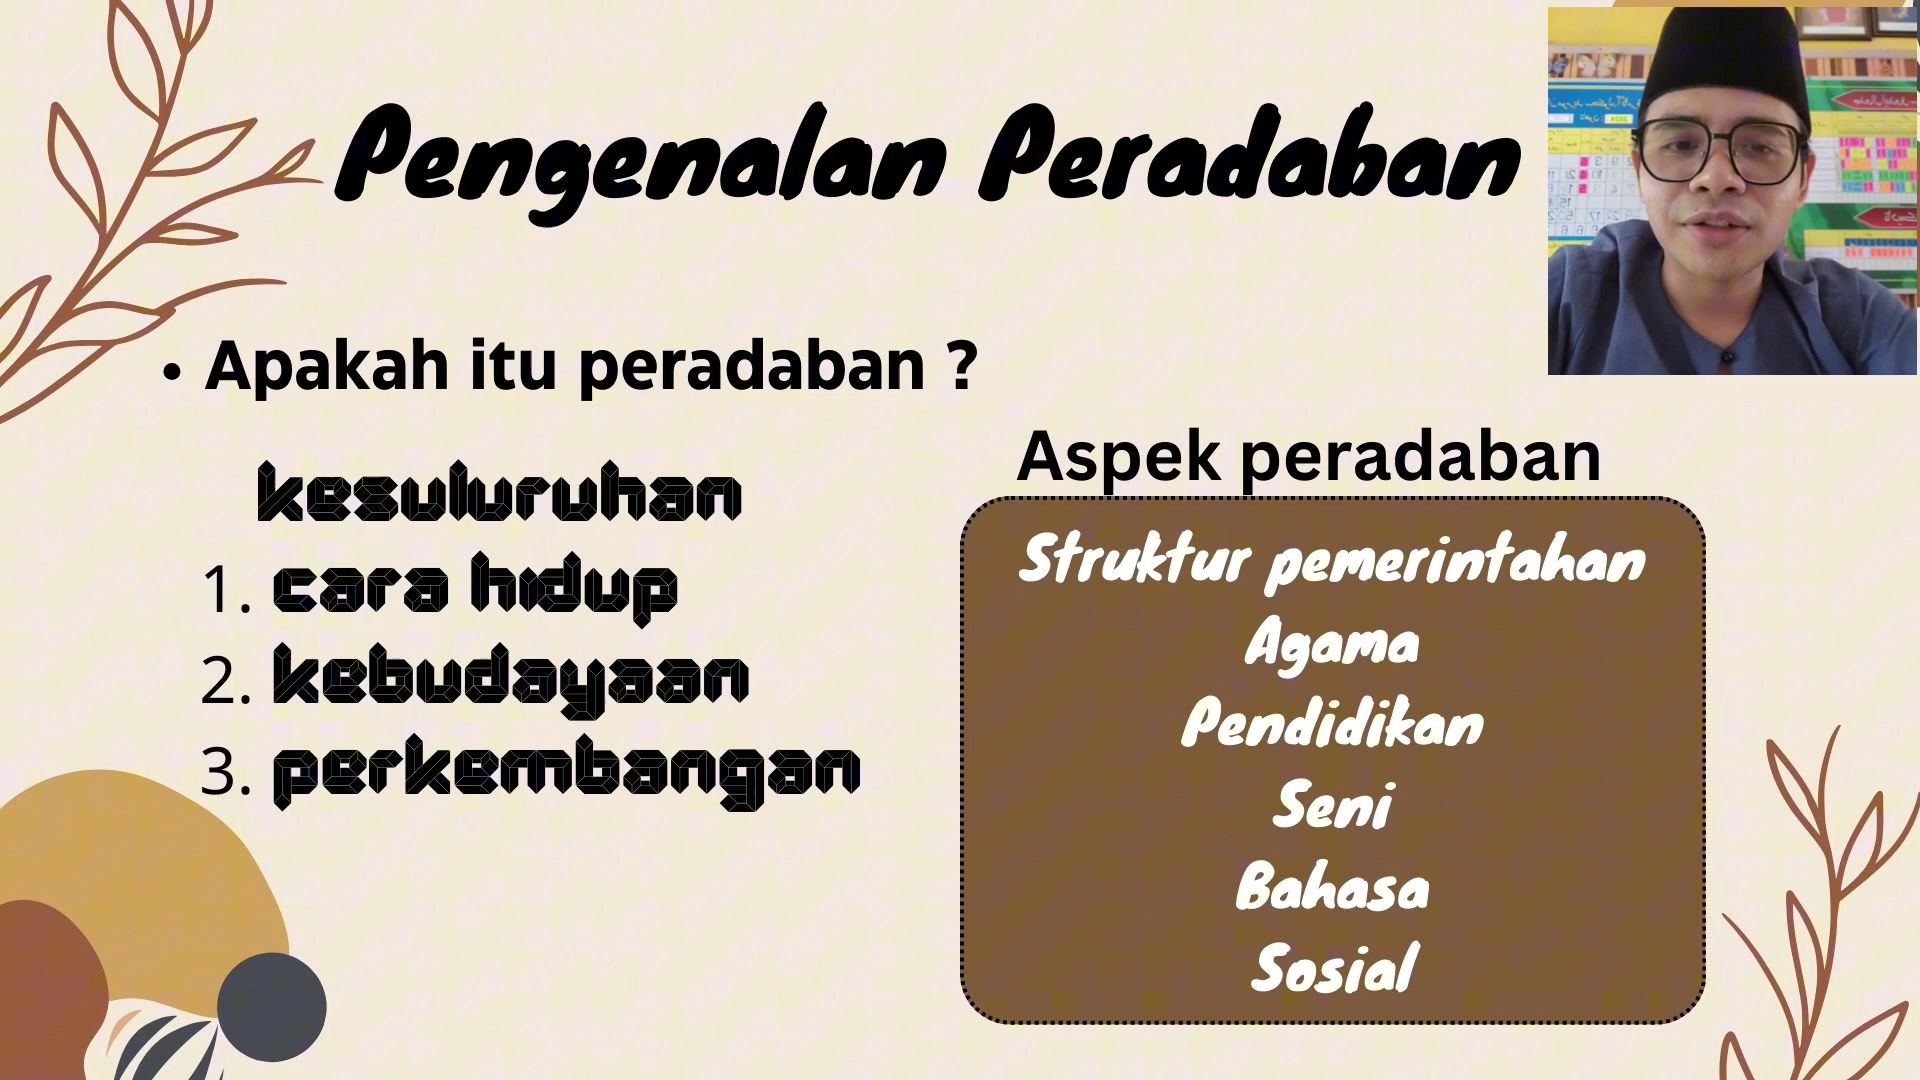 Pengenalan Peradaban
• Apakah itu peradaban ?
kesuluruhan
1. cara hidup
2. kebudayaan
3. perkembangan
Aspek peradaban
Struktur pemerintahan
Agama
Pendidikan
Seni
Bahasa
Sosial